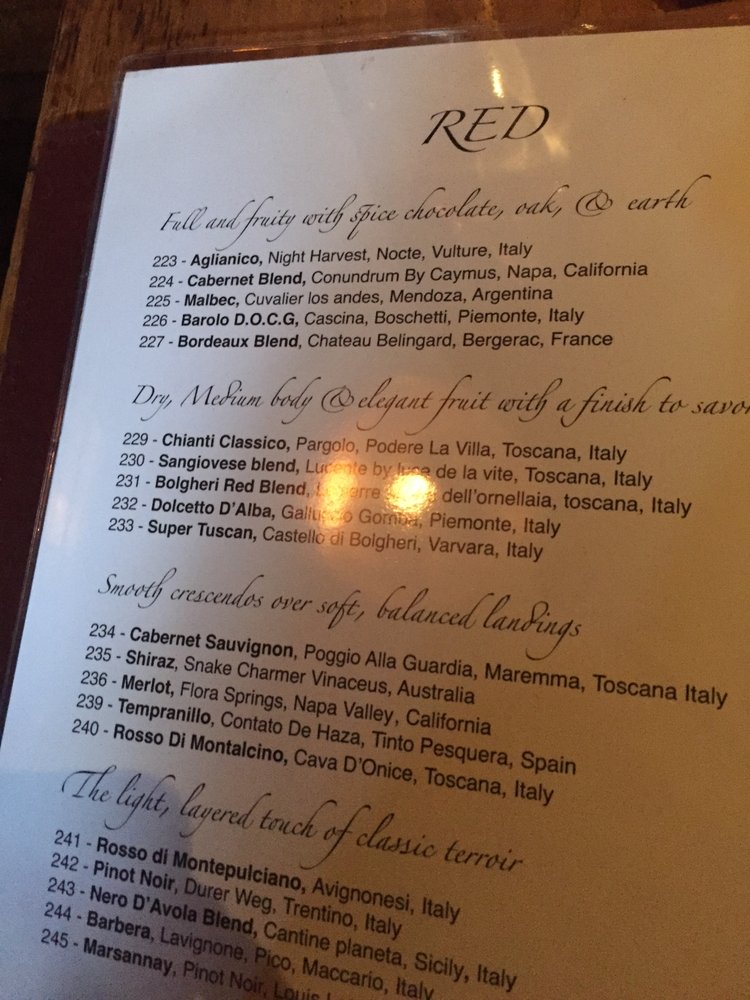 RED
Full and fruity with spice chocolate, oak, & earth
223 - Aglianico, Night Harvest, Nocte, Vulture, Italy
224 - Cabernet Blend, Conundrum By Caymus, Napa, California
225 - Malbec, Cuvalier los andes, Mendoza, Argentina
226 - Barolo D.O.C.G, Cascina, Boschetti, Piemonte, Italy
227 - Bordeaux Blend, Chateau Belingard, Bergerac, France
Dry, Medium body & elegant fruit with a finish to savor
229 - Chianti Classico, Pargolo, Podere La Villa, Toscana, Italy
230 - Sangiovese blend, Lucente by luce de la vite, Toscana, Italy
231 - Bolgheri Red Blend, dell'ornellaia, toscana, Italy
232 - Dolcetto D'Alba, Galluccio Gomba, Piemonte, Italy
233 - Super Tuscan, Castello di Bolgheri, Varvara, Italy
Smooth crescendos over soft, balanced landings
234 - Cabernet Sauvignon, Poggio Alla Guardia, Maremma, Toscana Italy
235 - Shiraz, Snake Charmer Vinaceus, Australia
236 - Merlot, Flora Springs, Napa Valley, California
239 - Tempranillo, Contato De Haza, Tinto Pesquera, Spain
240 - Rosso Di Montalcino, Cava D'Onice, Toscana, Italy
The light, layered touch of classic terroir
241 - Rosso di Montepulciano, Avignonesi, Italy
242 - Pinot Noir, Durer Weg, Trentino, Italy
243 - Nero D'Avola Blend, Cantine planeta, Sicily, Italy
244 - Barbera, Lavignone, Pico, Maccario, Italy
245 - Marsannay, Pinot Noir, Louis